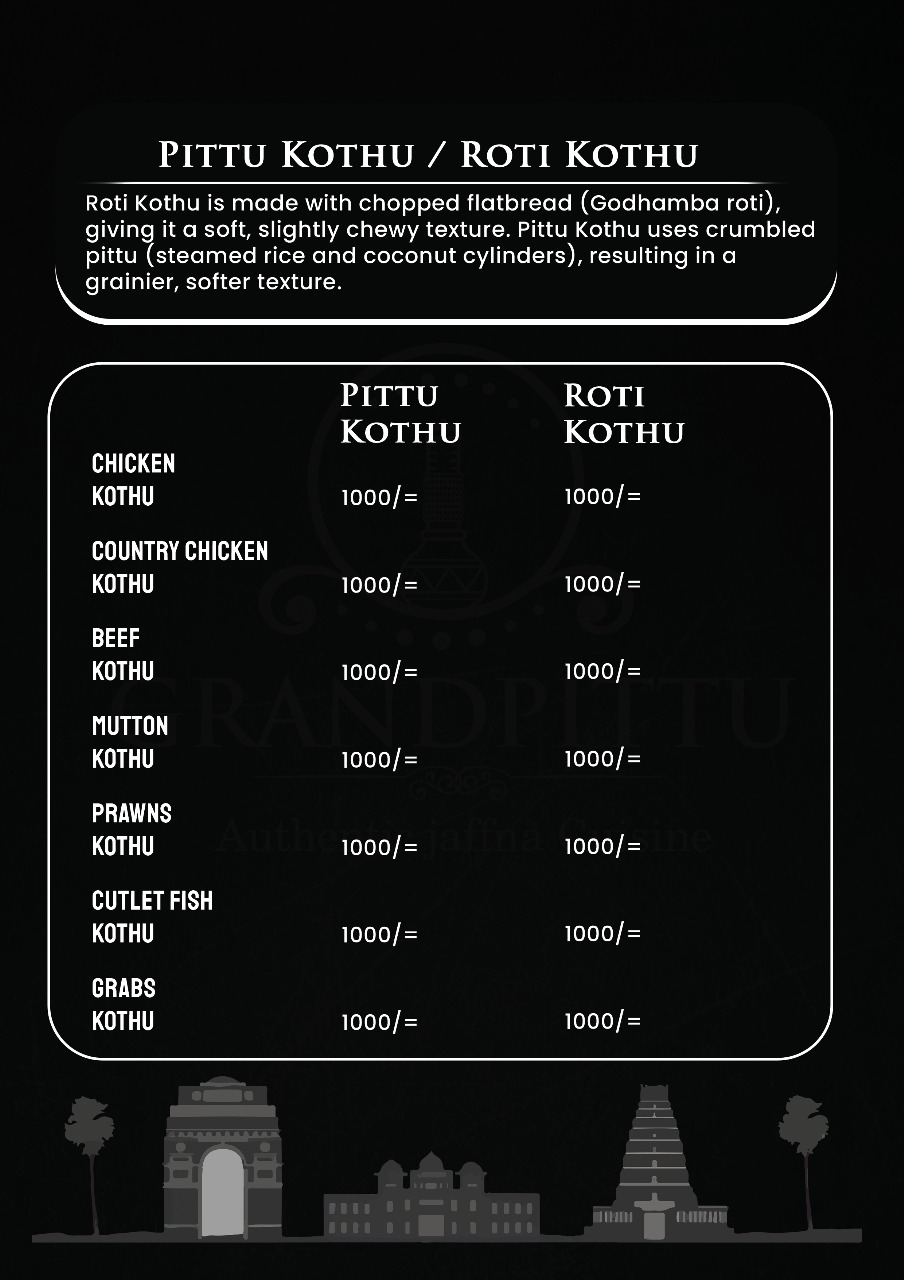 PITTU KOTHU / ROTI KOTHU
Roti Kothu is made with chopped flatbread (Godhamba roti),
giving it a soft, slightly chewy texture. Pittu Kothu uses crumbled
pittu (steamed rice and coconut cylinders), resulting in a
grainier, softer texture.
PITTU ROTI
KOTHU KOTHU
CHICKEN
KOTHU 1000/= 1000/=
COUNTRY CHICKEN
KOTHU 1000/= 1000/=
BEEF
KOTHU 1000/= 1000/=
GRANDPITTU
MUTTON
KOTHU 1000/= 1000/=
PRAWNS
Authentic jaffna Cuisine
KOTHU 1000/= 1000/=
CUTLET FISH
KOTHU 1000/= 1000/=
GRABS
KOTHU 1000/= 1000/=